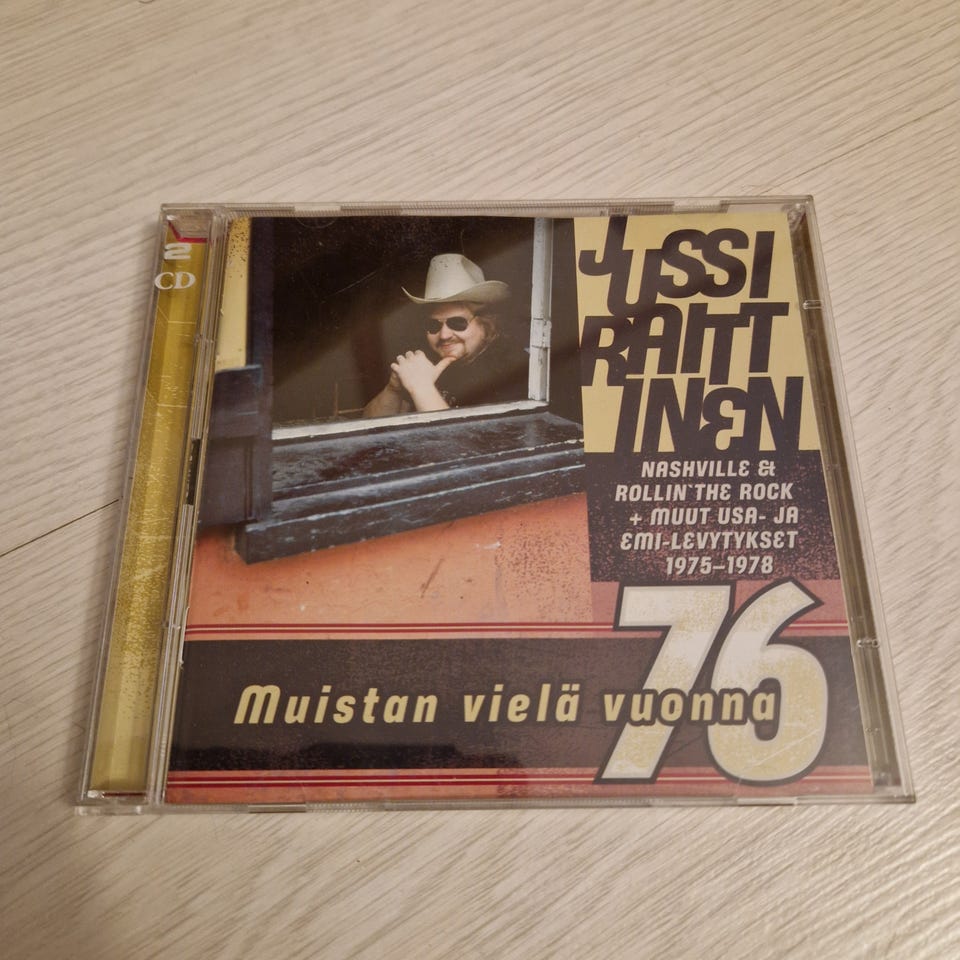 2
CD
JUSSI
RAITT
INEN
NASHVILLE &
ROLLIN`THE ROCK
+ MUUT USA- JA
EMI-LEVYTYKSET
1975–1978
76
Muistan vielä vuonna